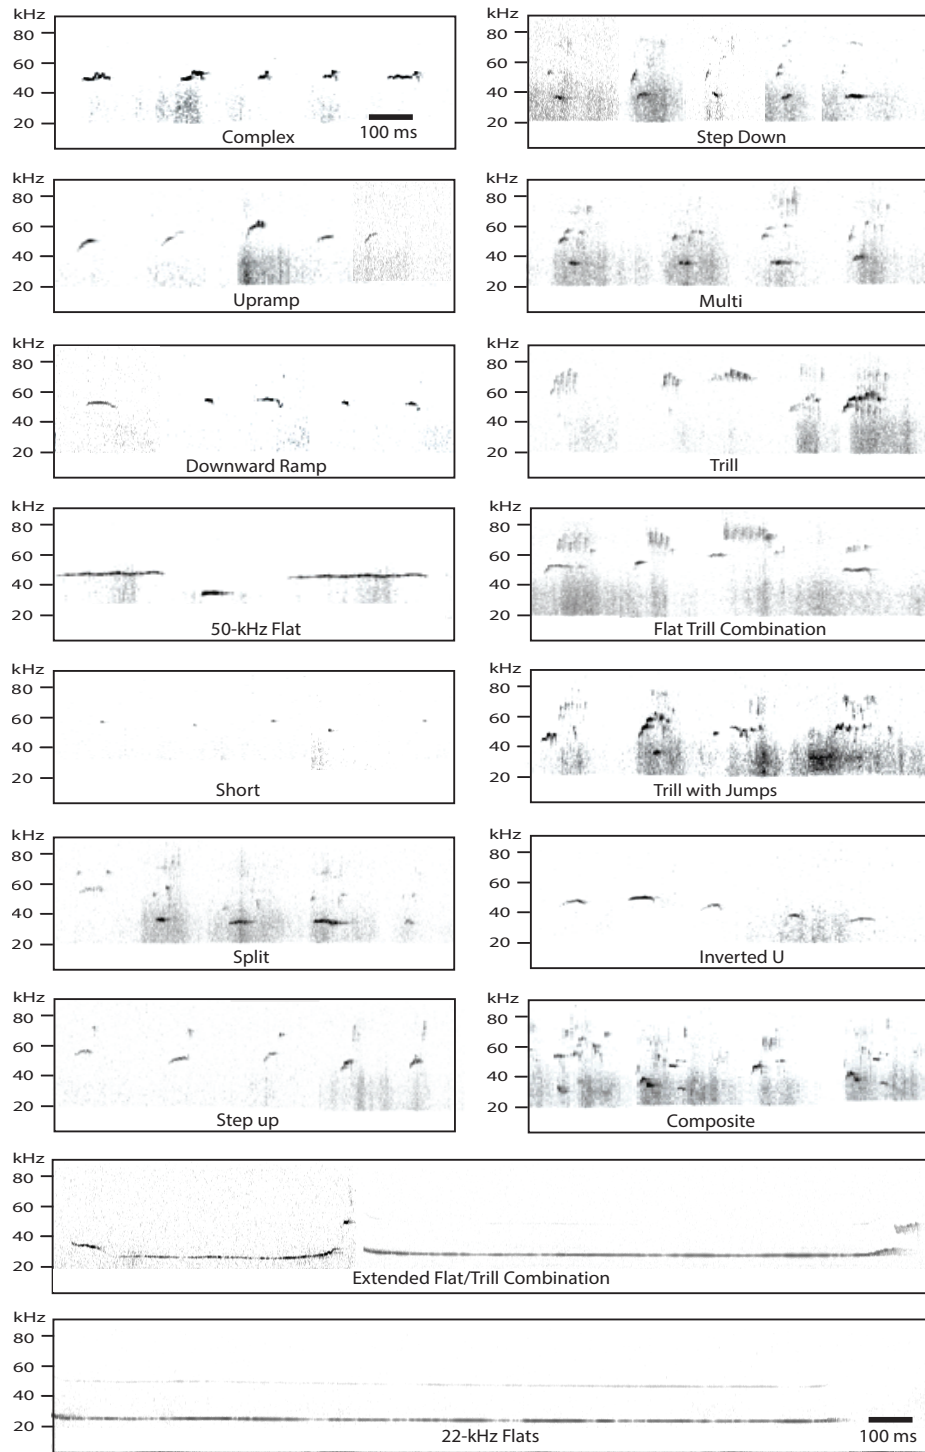 kHz
80
60
40
20
100 ms
Complex
kHz
80
60
40
20
Step Down
kHz
80
60
40
20
Upramp
kHz
80
60
40
20
Multi
kHz
80
60
40
20
Downward Ramp
kHz
80
60
40
20
Trill
kHz
80
60
40
20
50-kHz Flat
kHz
80
60
40
20
Flat Trill Combination
kHz
80
60
40
20
Short
kHz
80
60
40
20
Trill with Jumps
kHz
80
60
40
20
Split
kHz
80
60
40
20
Inverted U
kHz
80
60
40
20
Step up
kHz
80
60
40
20
Composite
kHz
80
60
40
20
Extended Flat/Trill Combination
kHz
80
60
40
20
22-kHz Flats
100 ms